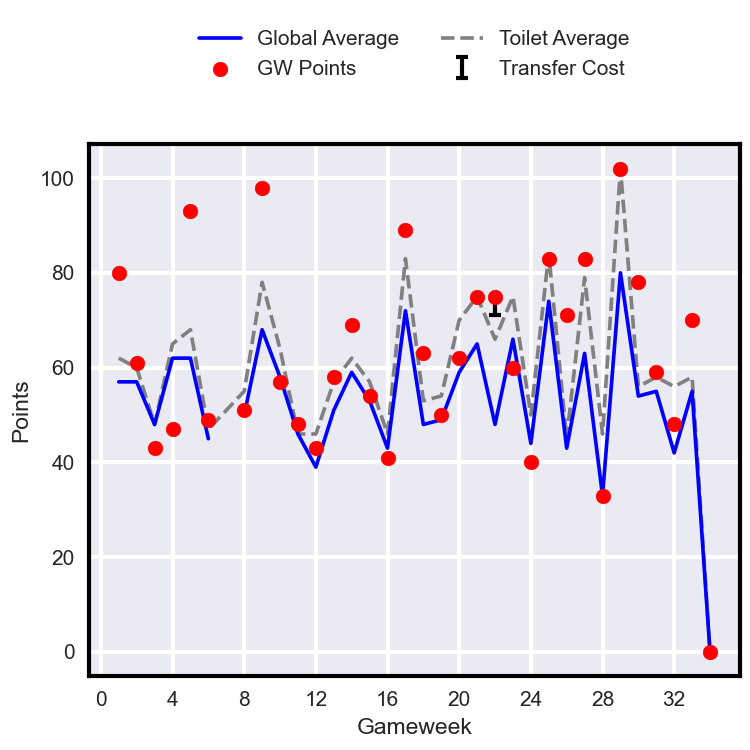 Global Average
Toilet Average
GW Points
Transfer Cost
100
80
60
40
20
0
Points
0 4 8 12 16 20 24 28 32
Gameweek